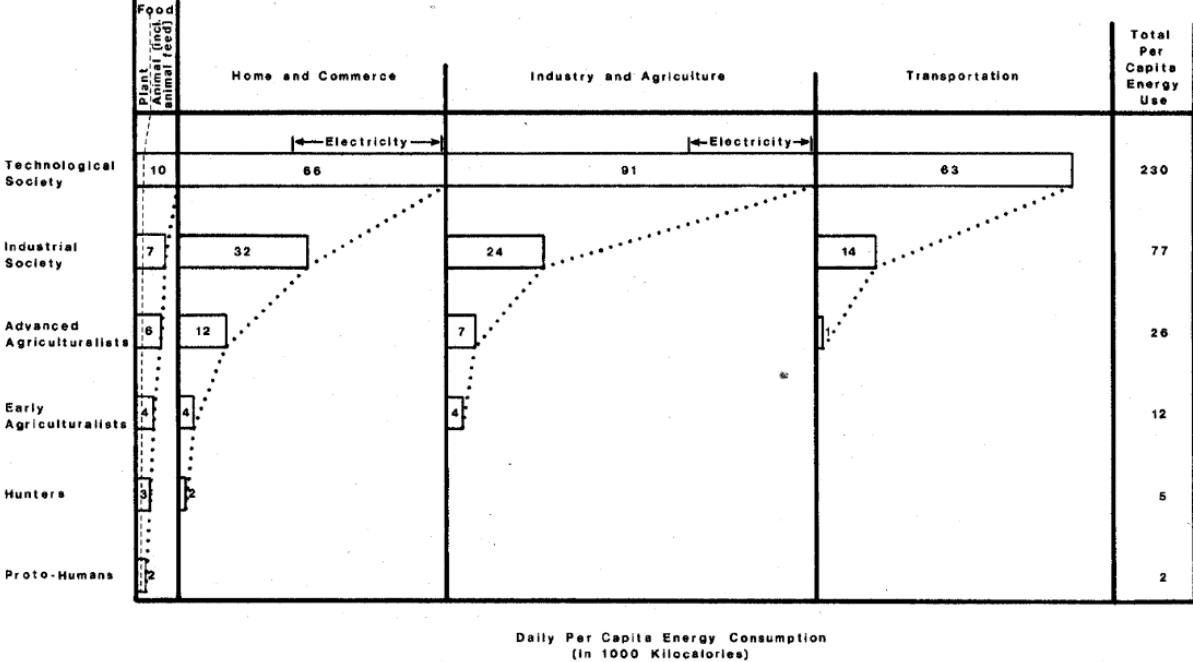 Food
Plant
Animal (incl.
animal feed)
Home and Commerce
Industry and Agriculture
Transportation
Total
Per
Capita
Energy
Use
Electricity
Electricity
Technological
Society
10
66
91
63
230
Industrial
Society
7
32
24
14
77
Advanced
Agriculturalists
6
12
7
1
26
Early
Agriculturalists
4
4
4
12
Hunters
3
2
5
Proto-Humans
2
2
Daily Per Capita Energy Consumption
(in 1000 Kilocalories)